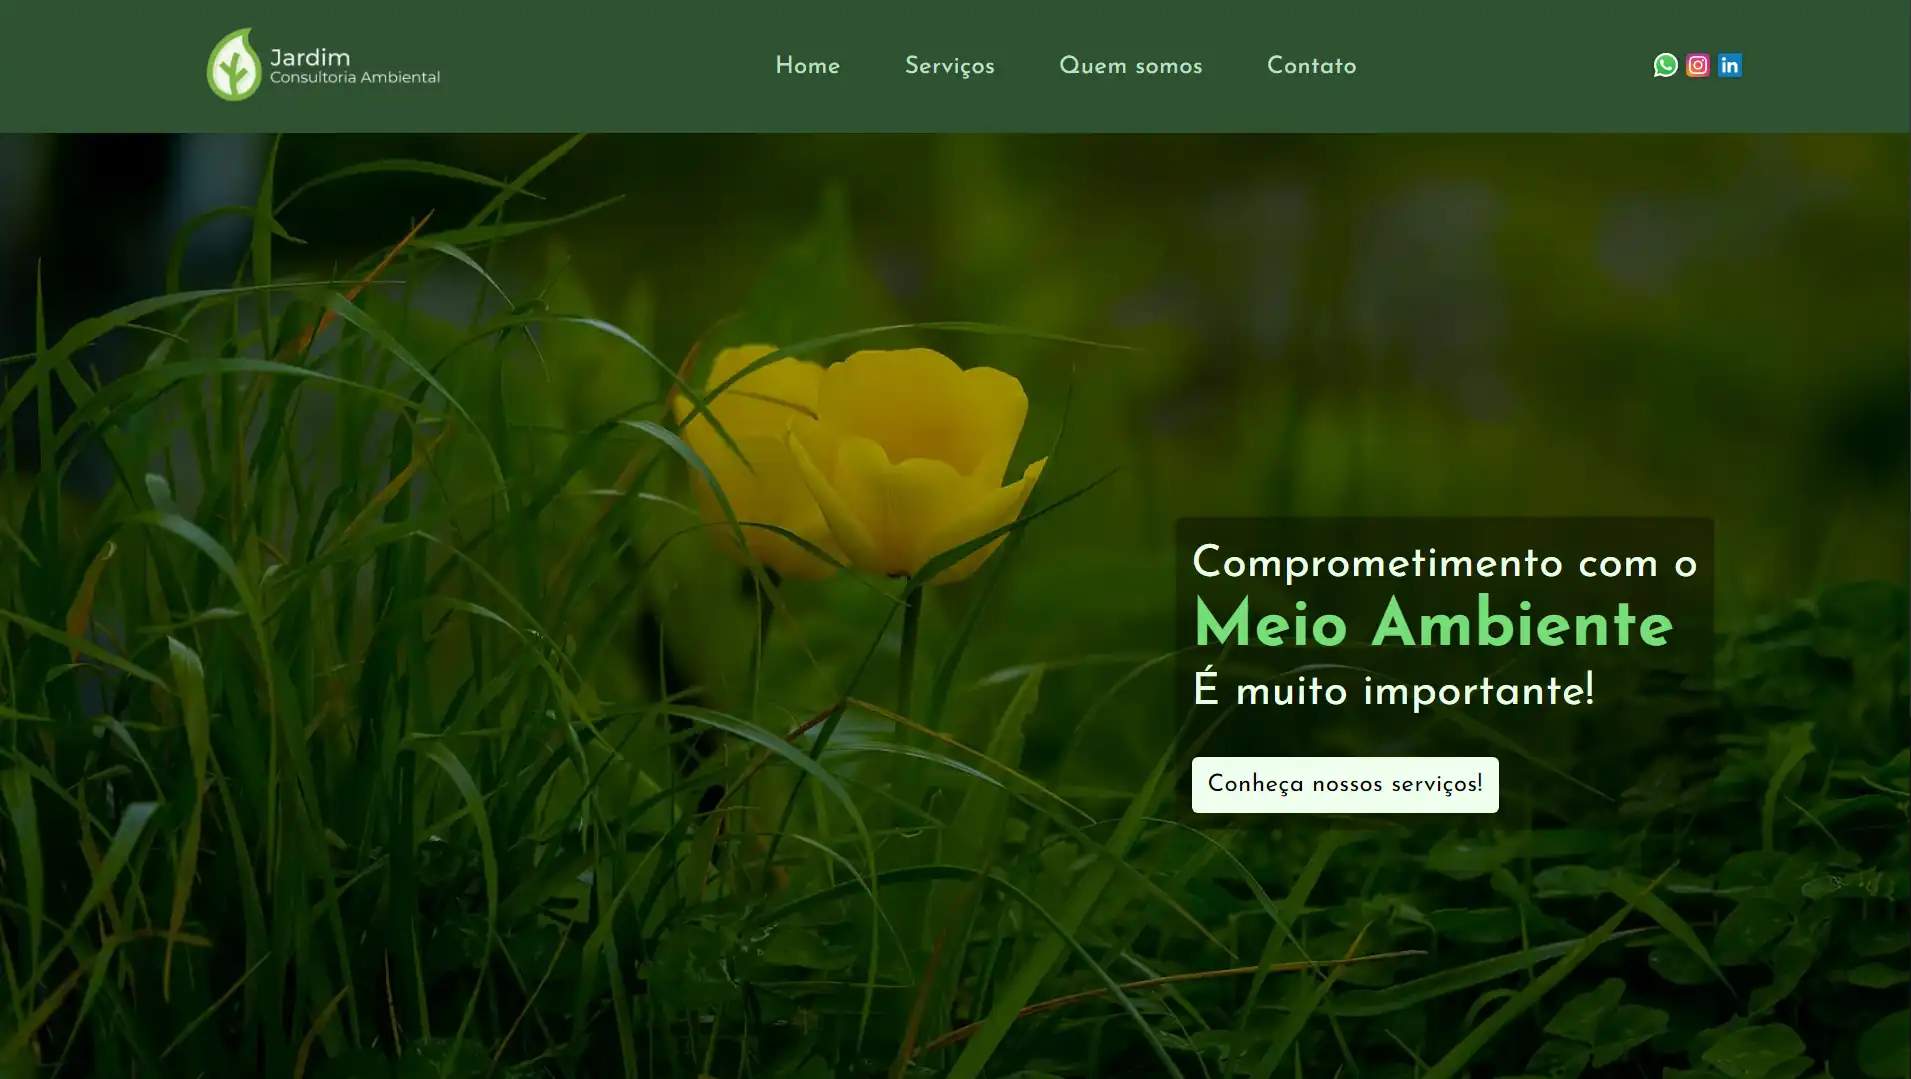 Jardim
Consultoria Ambiental
Home
Serviços
Quem somos
Contato
in
Comprometimento com o
Meio Ambiente
É muito importante!
Conheça nossos serviços!